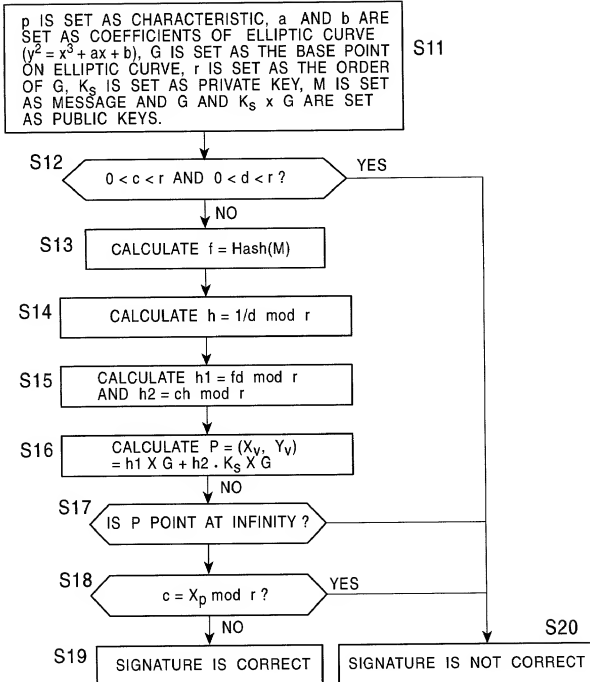 p IS SET AS CHARACTERISTIC, a AND b ARE
SET AS COEFFICIENTS OF ELLIPTIC CURVE
(y² = x³ + ax + b), G IS SET AS THE BASE POINT
ON ELLIPTIC CURVE, r IS SET AS THE ORDER
OF G, Kₛ IS SET AS PRIVATE KEY, M IS SET
AS MESSAGE AND G AND Kₛ x G ARE SET
AS PUBLIC KEYS.
S11
S12
0 < c < r AND 0 < d < r ?
YES
NO
S13
CALCULATE f = Hash(M)
S14
CALCULATE h = 1/d mod r
S15
CALCULATE h1 = fd mod r
AND h2 = ch mod r
S16
CALCULATE P = (Xᵥ, Yᵥ)
= h1 X G + h2 · Kₛ X G
NO
S17
IS P POINT AT INFINITY ?
S18
c = Xₚ mod r ?
YES
NO
S19
SIGNATURE IS CORRECT
S20
SIGNATURE IS NOT CORRECT